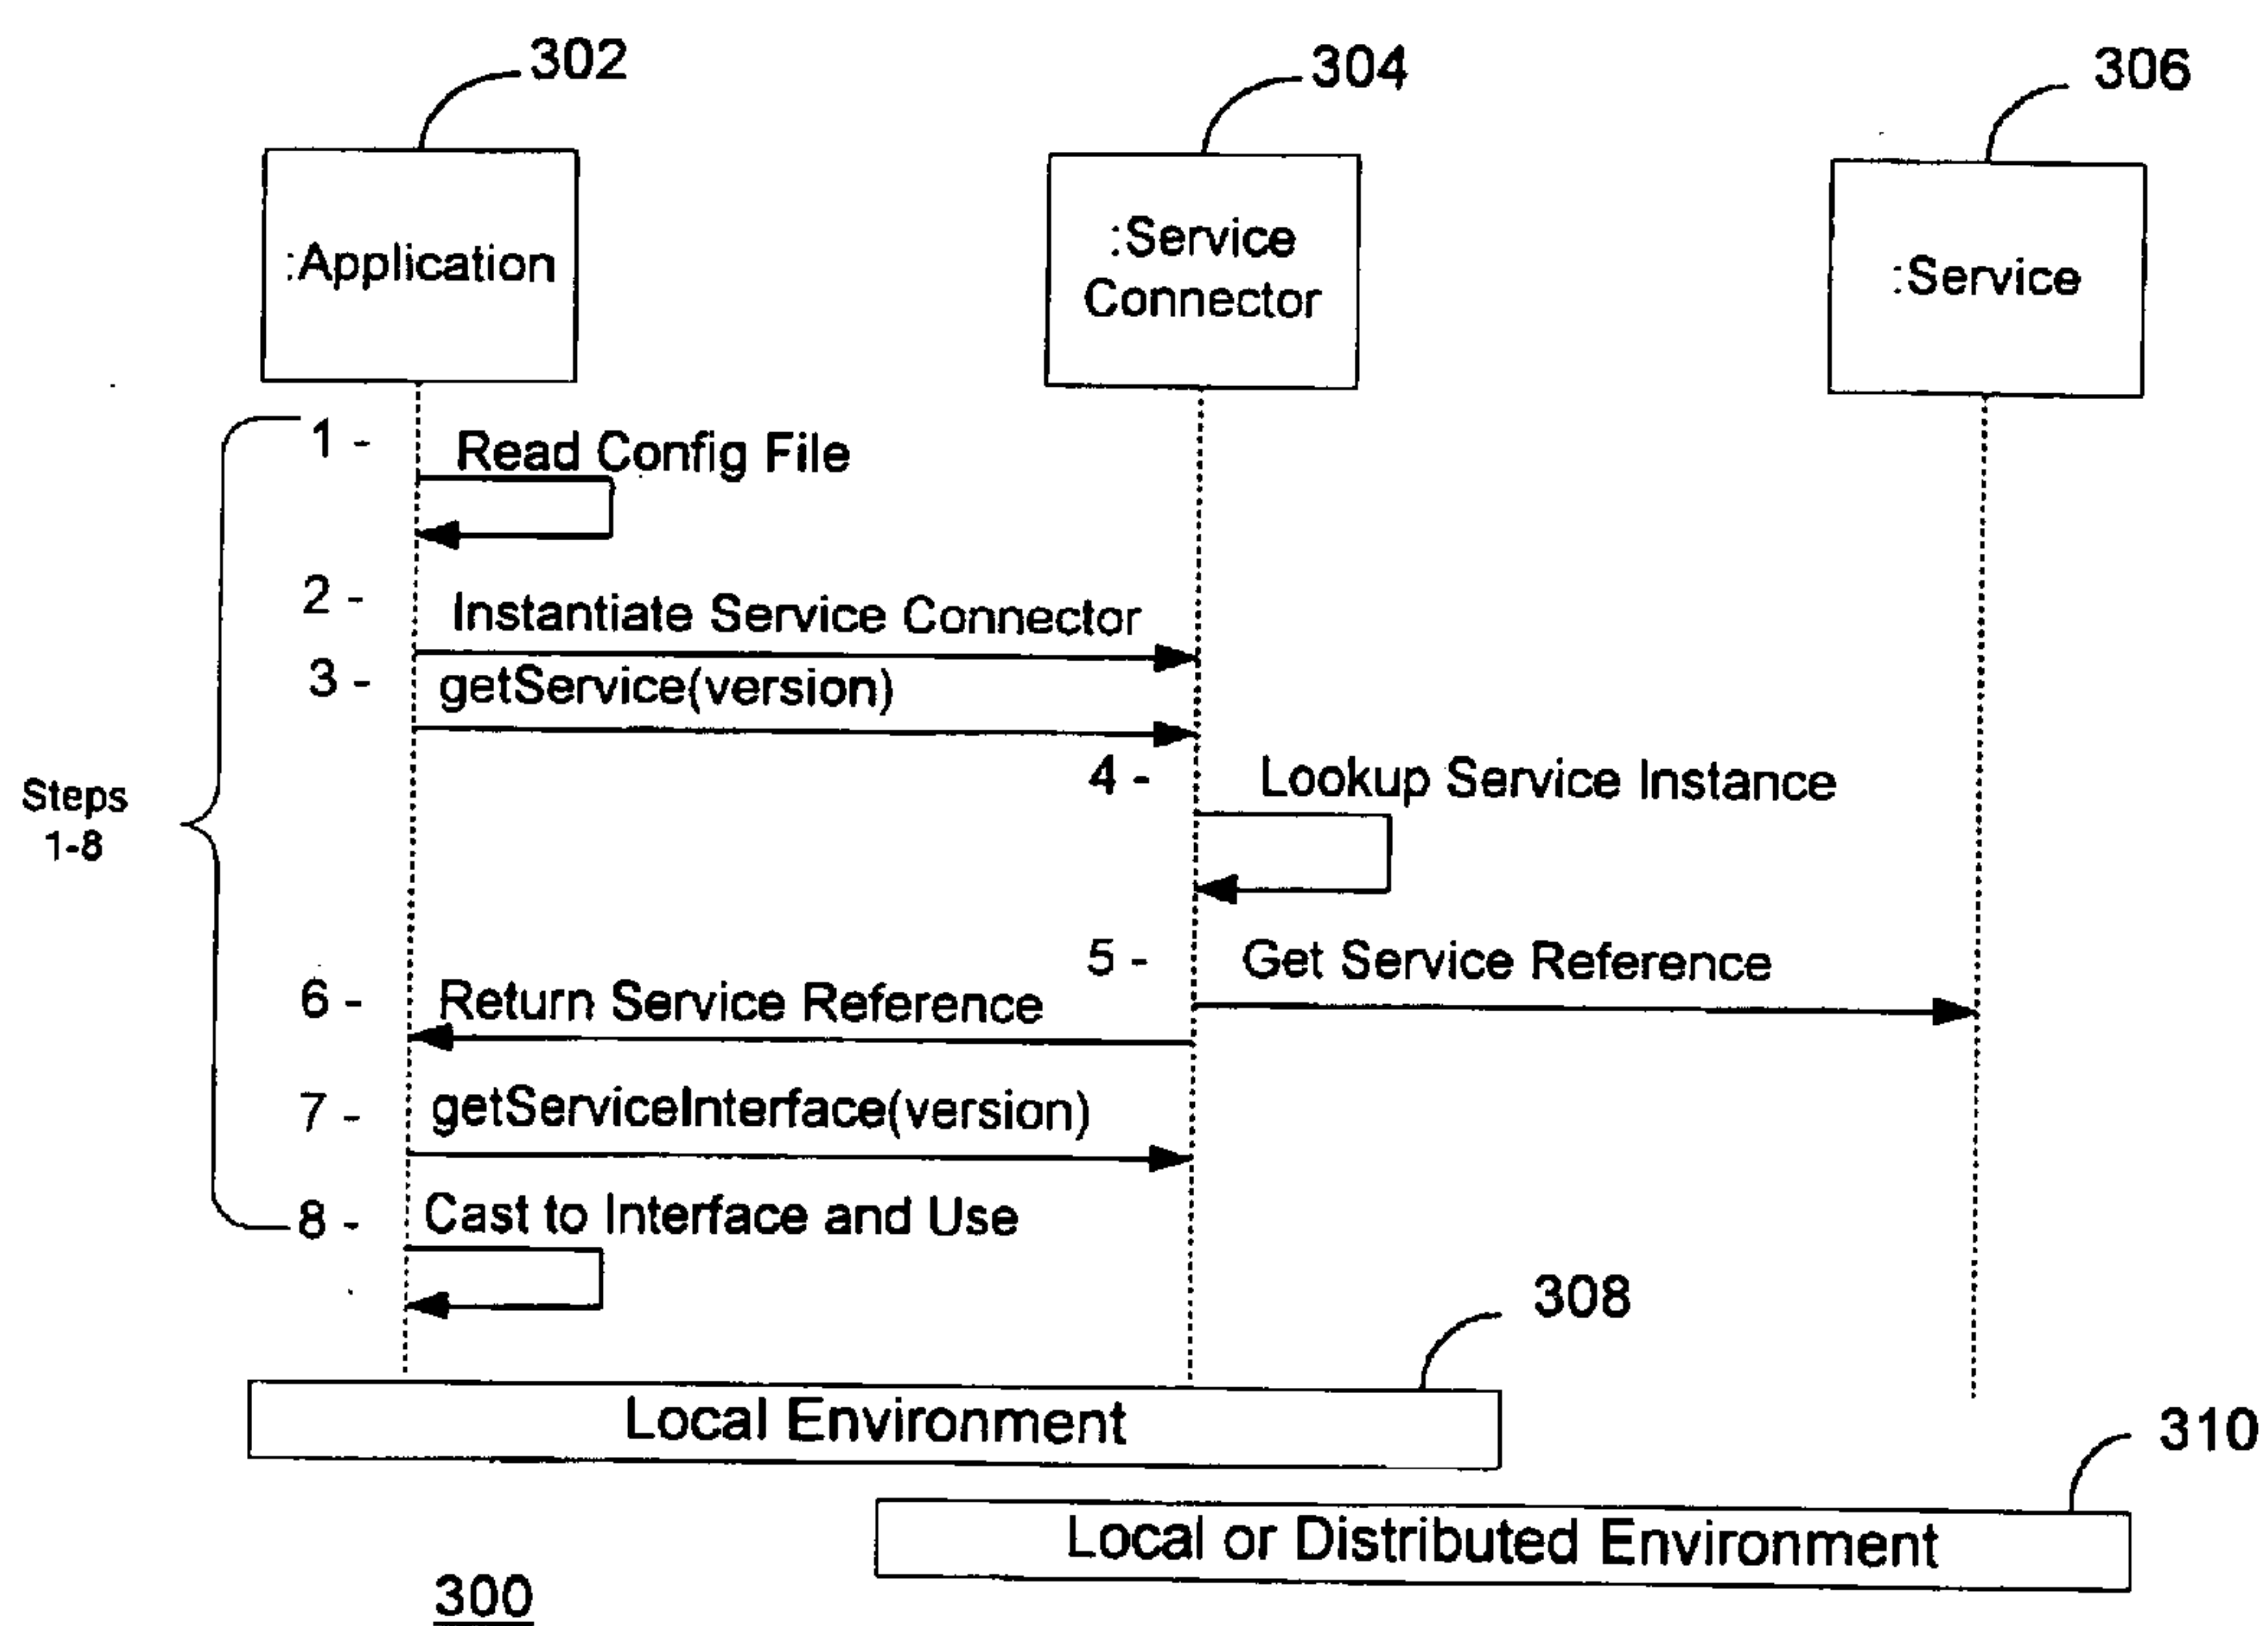 302
304
306
:Application
:Service
Connector
:Service
1 -
Read Config File
2 -
Instantiate Service Connector
3 -
getService(version)
4 -
Lookup Service Instance
Steps
1-8
5 -
Get Service Reference
6 -
Return Service Reference
7 -
getServiceInterface(version)
8 -
Cast to Interface and Use
308
Local Environment
310
Local or Distributed Environment
300